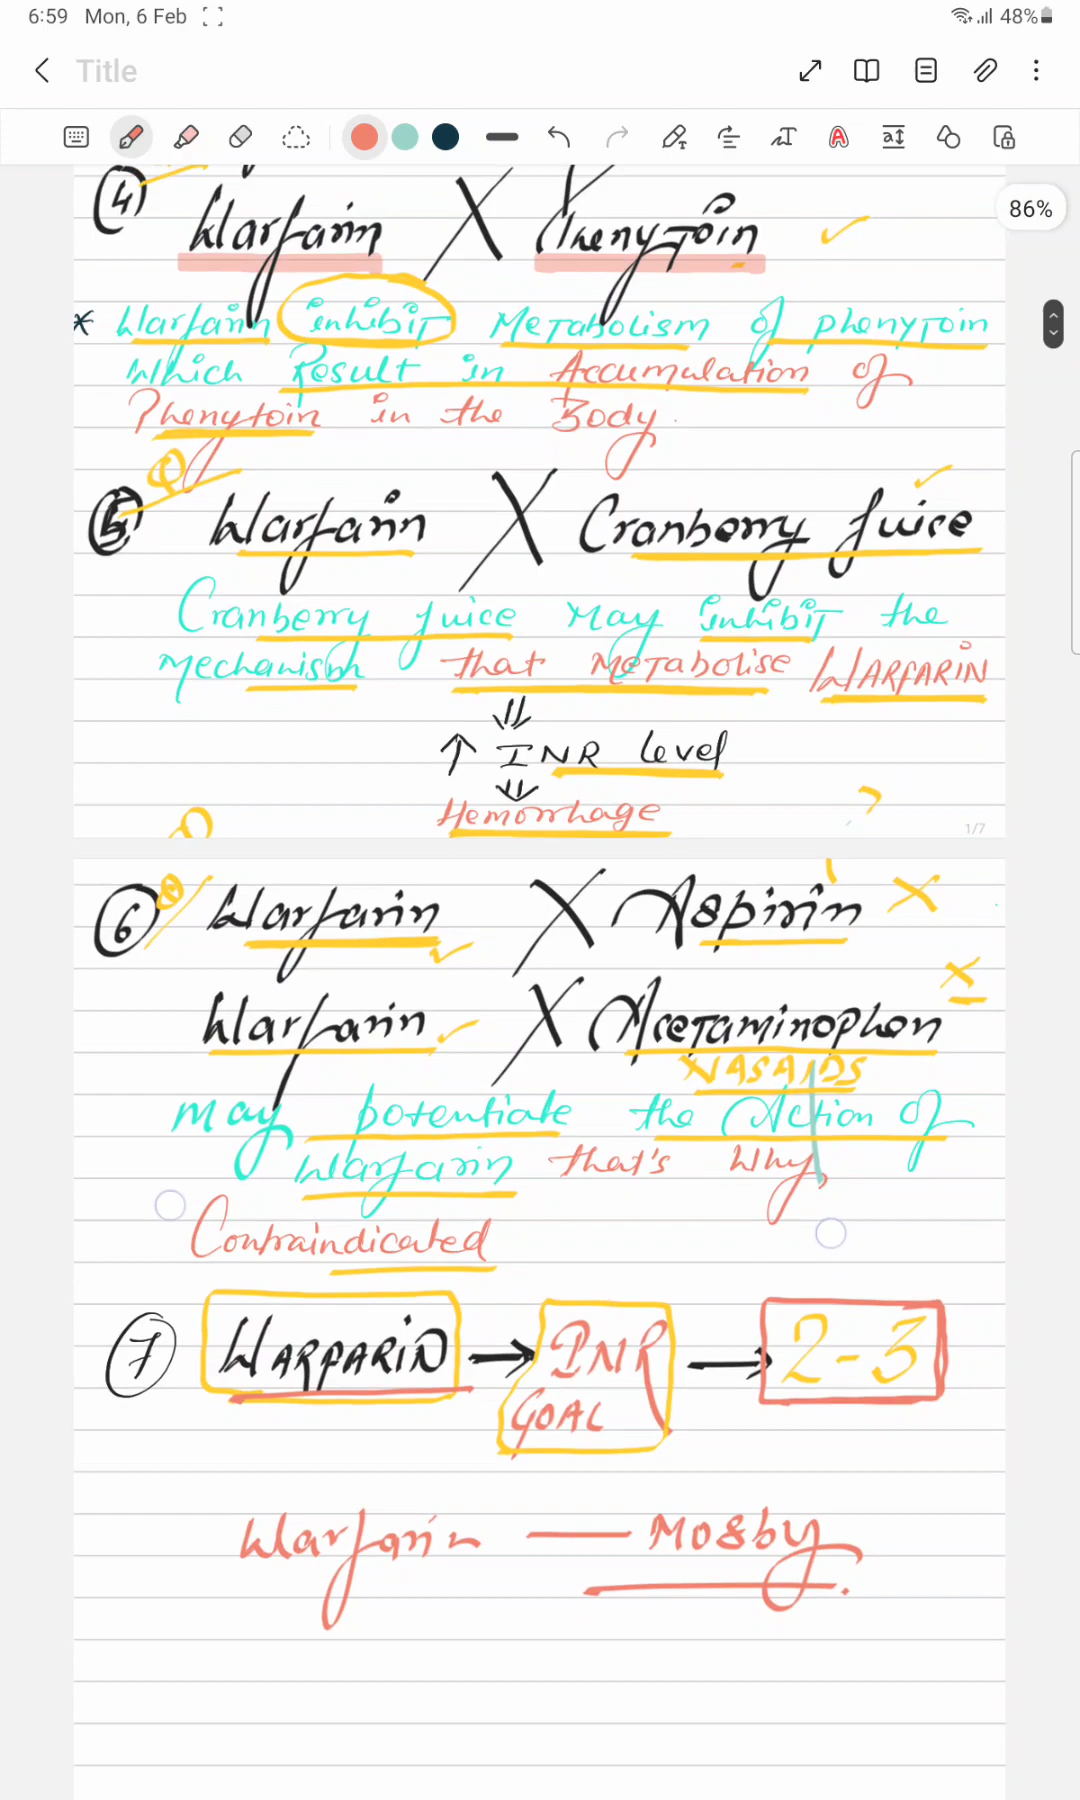 6:59 Mon, 6 Feb 48%
Title
86%
④ Warfarin X Phenytoin ✓
* Warfarin inhibit Metabolism of phenytoin
Which Result in Accumulation of
Phenytoin in the Body.
⑤ Warfarin X Cranberry Juice
Cranberry juice May inhibit the
Mechanism that Metabolise WARFARIN
⇓
↑ INR level
⇓
Hemorrhage
1/7
⑥ Warfarin X Aspirin X
Warfarin ✓ X Acetaminophen X
NSAIDS
May potentiate the Action of
Warfarin that's Why,
Contraindicated
⑦ WARFARIN → INR → 2-3
GOAL
Warfarin — Mosby.